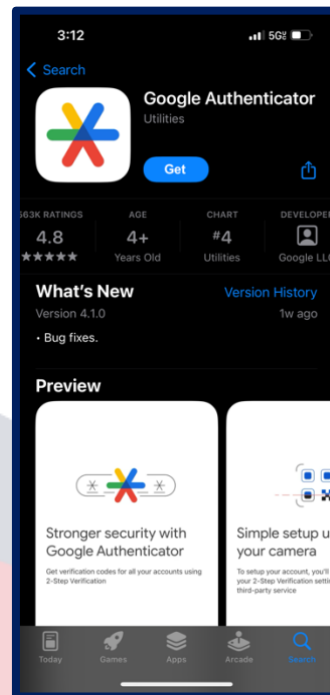 3:12
5G
Search
Google Authenticator
Utilities
Get
63K RATINGS
AGE
CHART
DEVELOPER
4.8
4+
#4
★★★★★
Years Old
Utilities
Google LLC
What's New
Version History
Version 4.1.0
1w ago
• Bug fixes.
Preview
Stronger security with
Google Authenticator
Get verification codes for all your accounts using
2-Step Verification
Simple setup u
your camera
To setup your account, you'll
your 2-Step Verification setti
third-party service
Today
Games
Apps
Arcade
Search